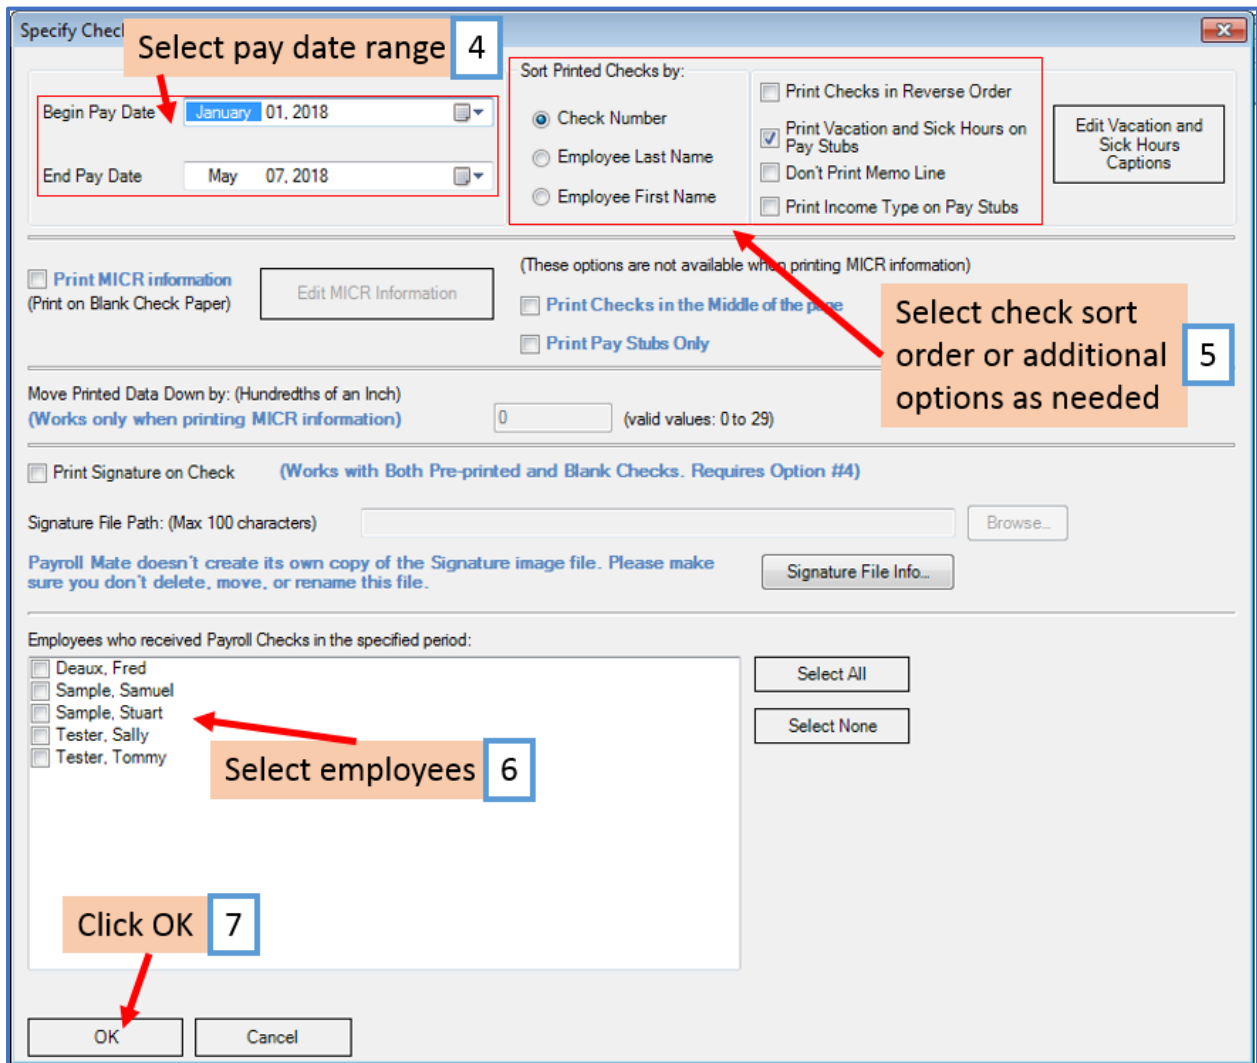 Specify Chec
Select pay date range 4
Begin Pay Date January 01, 2018
End Pay Date May 07, 2018
Sort Printed Checks by:
Check Number
Employee Last Name
Employee First Name
Print Checks in Reverse Order
Print Vacation and Sick Hours on
Pay Stubs
Don't Print Memo Line
Print Income Type on Pay Stubs
Edit Vacation and
Sick Hours
Captions
Print MICR information
(Print on Blank Check Paper)
Edit MICR Information
(These options are not available when printing MICR information)
Print Checks in the Middle of the page
Print Pay Stubs Only
Select check sort
order or additional
options as needed
5
Move Printed Data Down by: (Hundredths of an Inch)
(Works only when printing MICR information)
0
(valid values: 0 to 29)
Print Signature on Check
(Works with Both Pre-printed and Blank Checks. Requires Option #4)
Signature File Path: (Max 100 characters)
Browse...
Payroll Mate doesn't create its own copy of the Signature image file. Please make
sure you don't delete, move, or rename this file.
Signature File Info...
Employees who received Payroll Checks in the specified period:
Deaux, Fred
Sample, Samuel
Sample, Stuart
Tester, Sally
Tester, Tommy
Select All
Select None
Select employees 6
Click OK 7
OK
Cancel